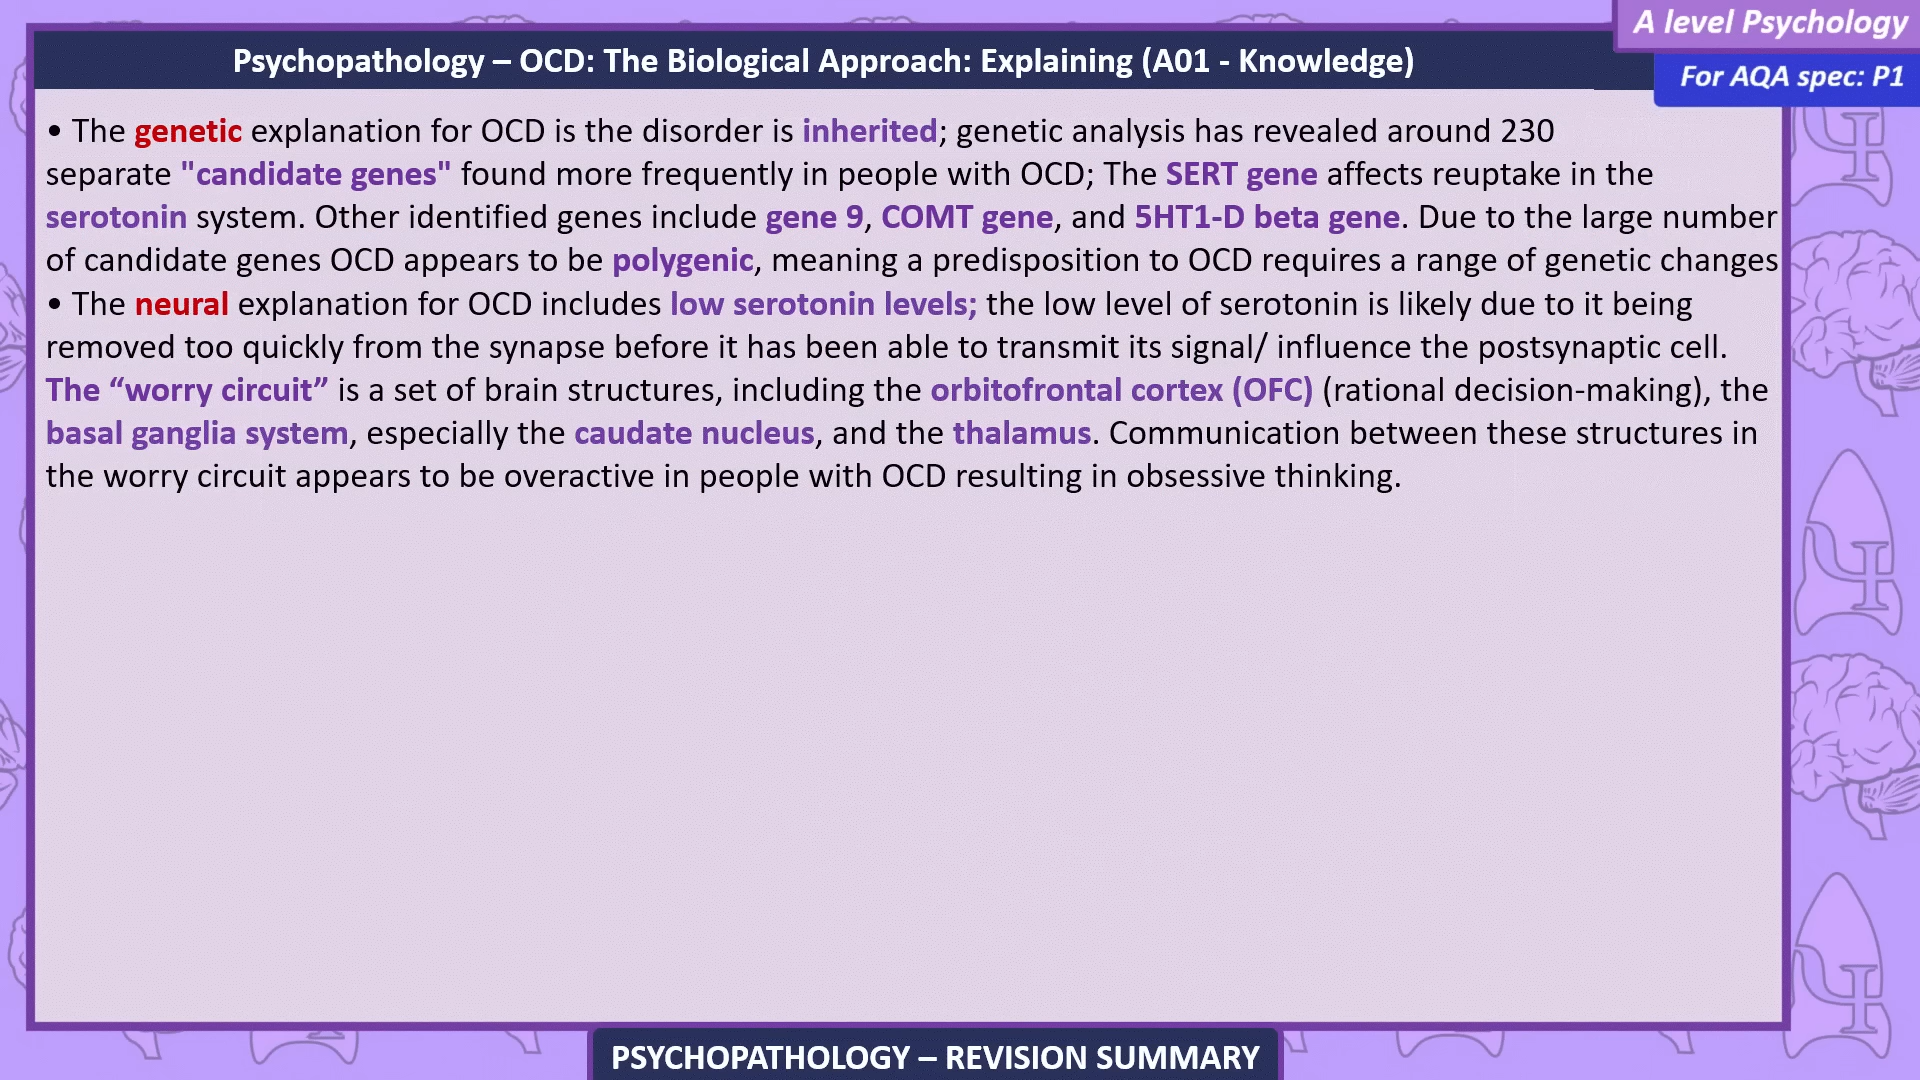 A level Psychology
For AQA spec: P1
Psychopathology – OCD: The Biological Approach: Explaining (A01 - Knowledge)
• The genetic explanation for OCD is the disorder is inherited; genetic analysis has revealed around 230
separate "candidate genes" found more frequently in people with OCD; The SERT gene affects reuptake in the
serotonin system. Other identified genes include gene 9, COMT gene, and 5HT1-D beta gene. Due to the large number
of candidate genes OCD appears to be polygenic, meaning a predisposition to OCD requires a range of genetic changes
• The neural explanation for OCD includes low serotonin levels; the low level of serotonin is likely due to it being
removed too quickly from the synapse before it has been able to transmit its signal/ influence the postsynaptic cell.
The “worry circuit” is a set of brain structures, including the orbitofrontal cortex (OFC) (rational decision-making), the
basal ganglia system, especially the caudate nucleus, and the thalamus. Communication between these structures in
the worry circuit appears to be overactive in people with OCD resulting in obsessive thinking.
PSYCHOPATHOLOGY – REVISION SUMMARY